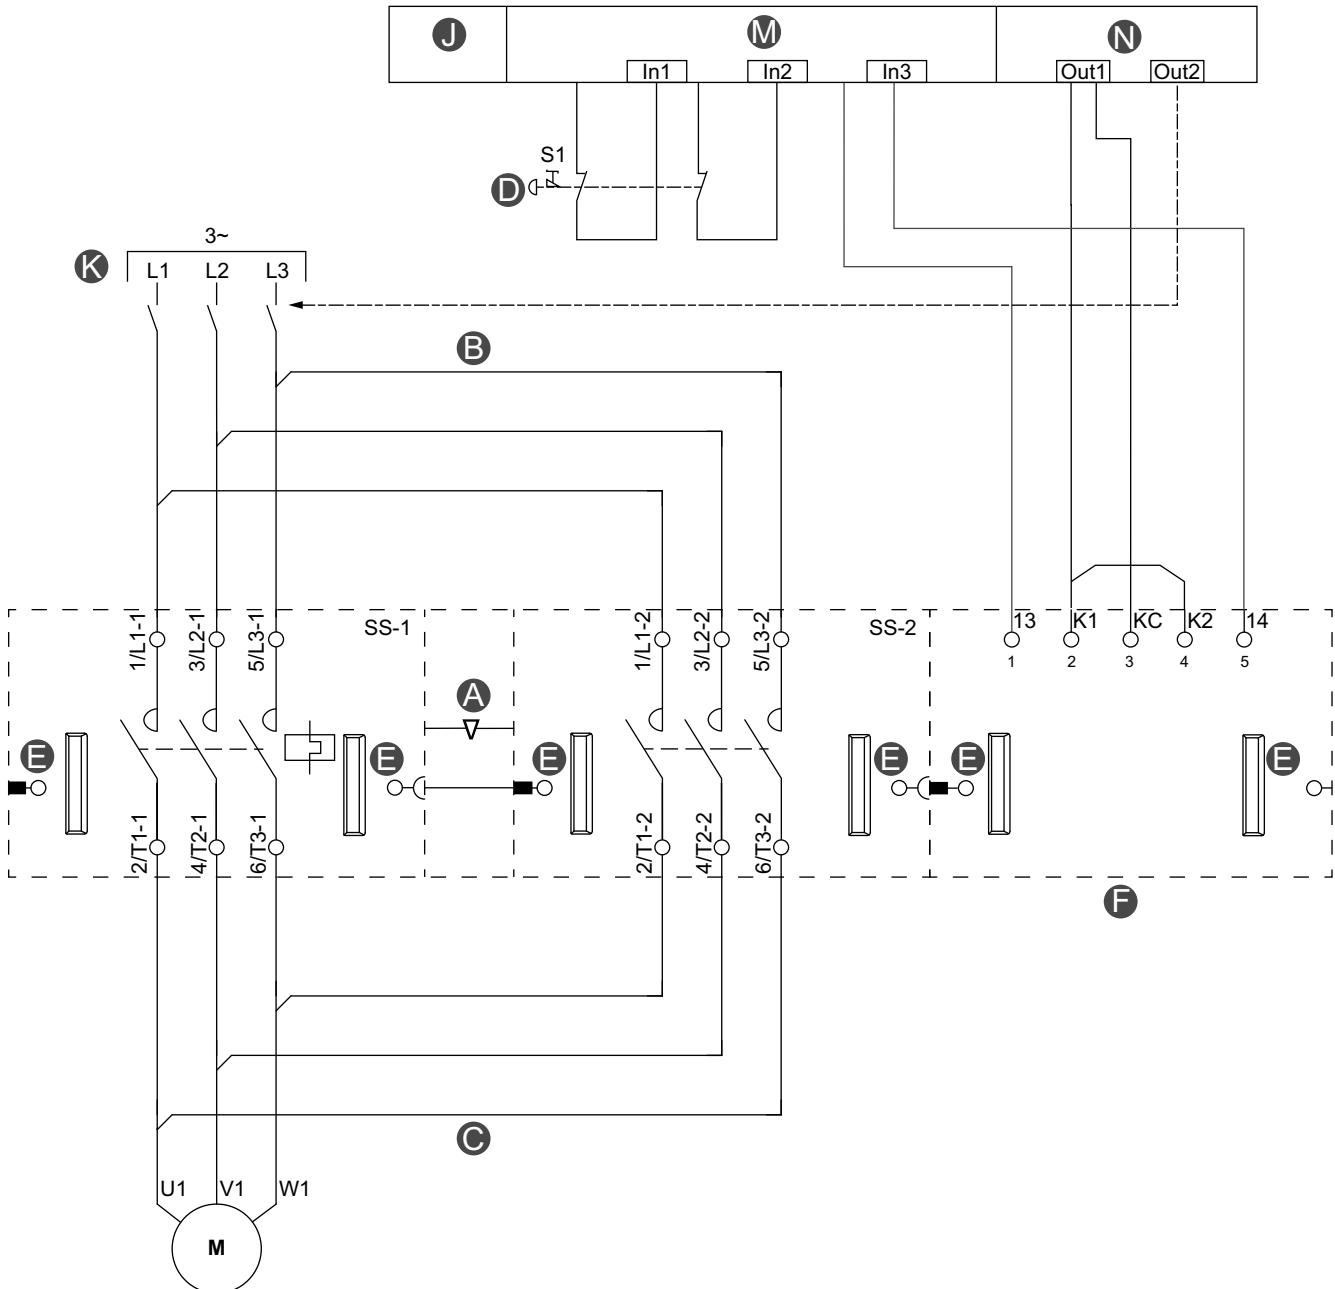 J M N
In1 In2 In3 Out1 Out2
S1
D
3~
K L1 L2 L3
B
1/L1-1 3/L2-1 5/L3-1 SS-1 1/L1-2 3/L2-2 5/L3-2 SS-2 13 K1 KC K2 14
1 2 3 4 5
A
E E E E E E
2/T1-1 4/T2-1 6/T3-1 2/T1-2 4/T2-2 6/T3-2
F
C
U1 V1 W1
M